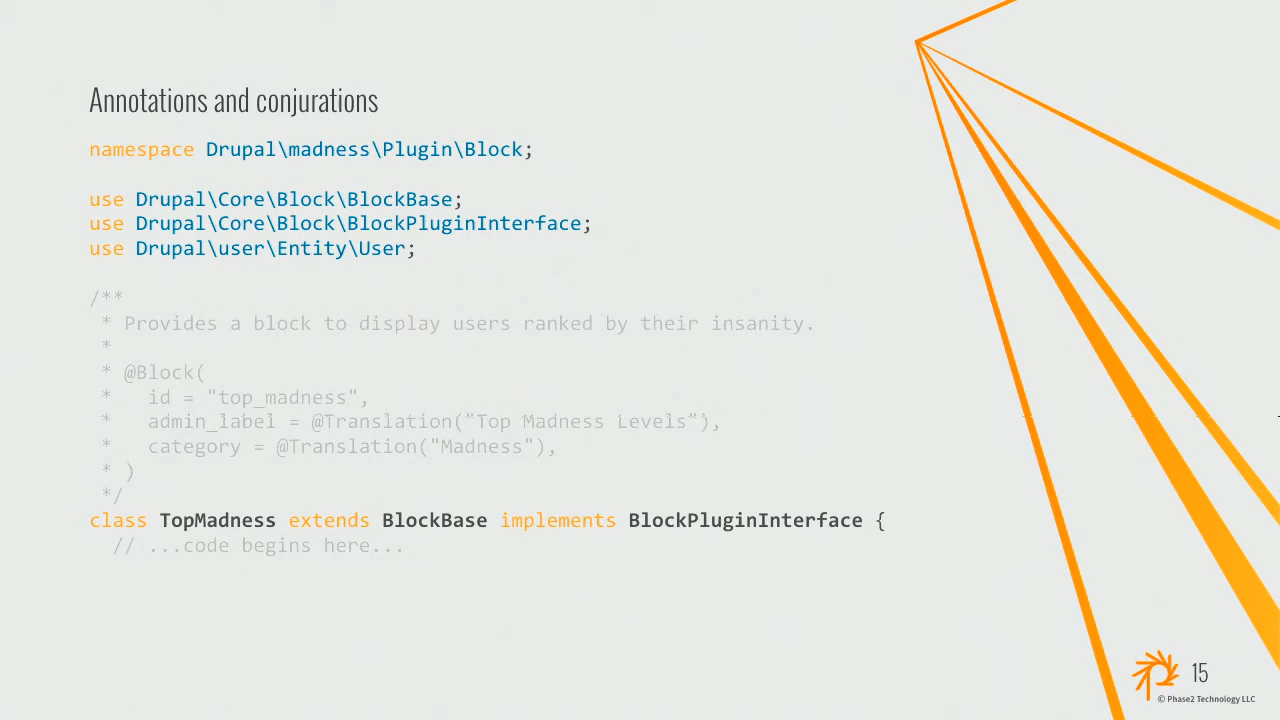 Annotations and conjurations
namespace Drupal\madness\Plugin\Block;
use Drupal\Core\Block\BlockBase;
use Drupal\Core\Block\BlockPluginInterface;
use Drupal\user\Entity\User;
/**
 * Provides a block to display users ranked by their insanity.
 *
 * @Block(
 *   id = "top_madness",
 *   admin_label = @Translation("Top Madness Levels"),
 *   category = @Translation("Madness"),
 * )
 */
class TopMadness extends BlockBase implements BlockPluginInterface {
  // ...code begins here...
15
© Phase2 Technology LLC